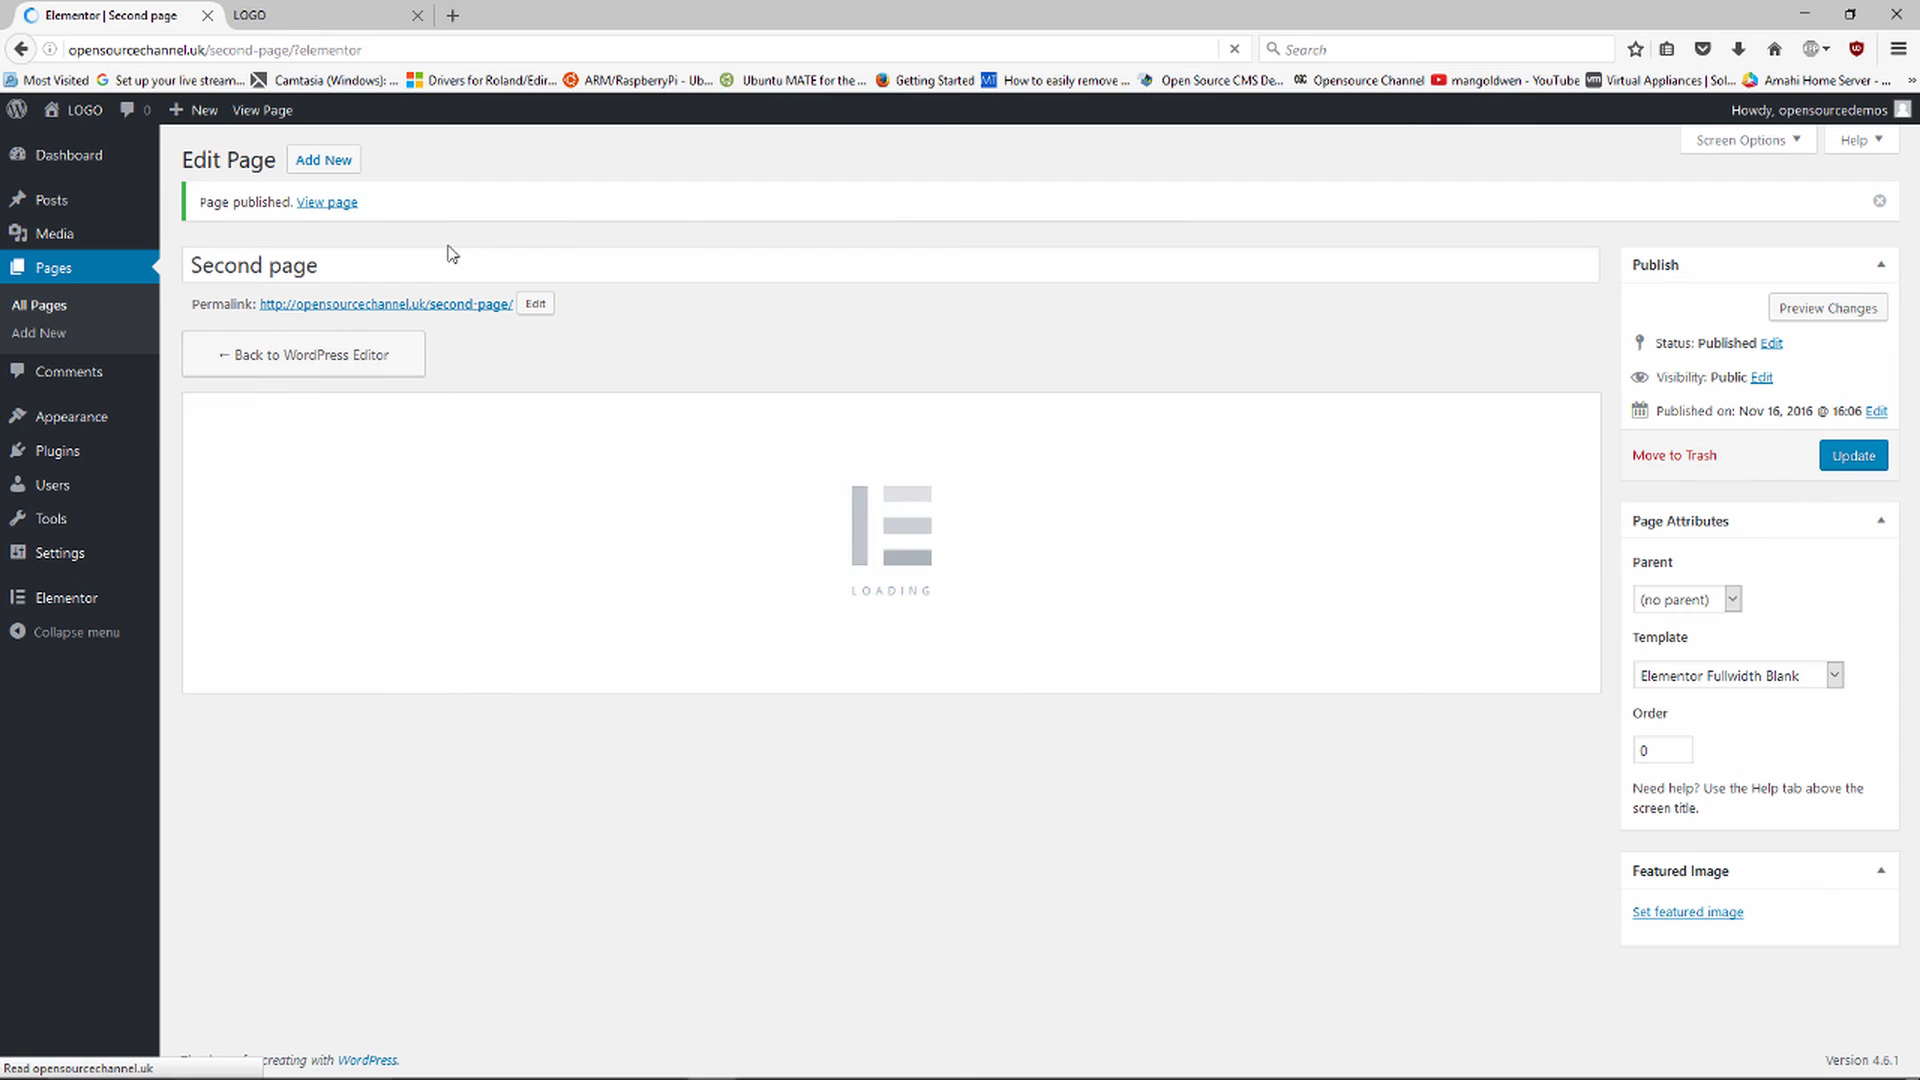 Elementor | Second page
LOGO
opensourcechannel.uk/second-page/?elementor
Search
Most Visited
Set up your live stream...
Camtasia (Windows): ...
Drivers for Roland/Edir...
ARM/RaspberryPi - Ub...
Ubuntu MATE for the ...
Getting Started
How to easily remove ...
Open Source CMS De...
Opensource Channel
mangoldwen - YouTube
Virtual Appliances | Sol...
Amahi Home Server - ...
LOGO
0
New
View Page
Howdy, opensourcedemos
Dashboard
Posts
Media
Pages
All Pages
Add New
Comments
Appearance
Plugins
Users
Tools
Settings
Elementor
Collapse menu
Screen Options
Help
Edit Page
Add New
Page published. View page
Second page
Permalink: http://opensourcechannel.uk/second-page/ Edit
← Back to WordPress Editor
LOADING
Publish
Preview Changes
Status: Published Edit
Visibility: Public Edit
Published on: Nov 16, 2016 @ 16:06 Edit
Move to Trash
Update
Page Attributes
Parent
(no parent)
Template
Elementor Fullwidth Blank
Order
0
Need help? Use the Help tab above the
screen title.
Featured Image
Set featured image
creating with WordPress.
Version 4.6.1
Read opensourcechannel.uk